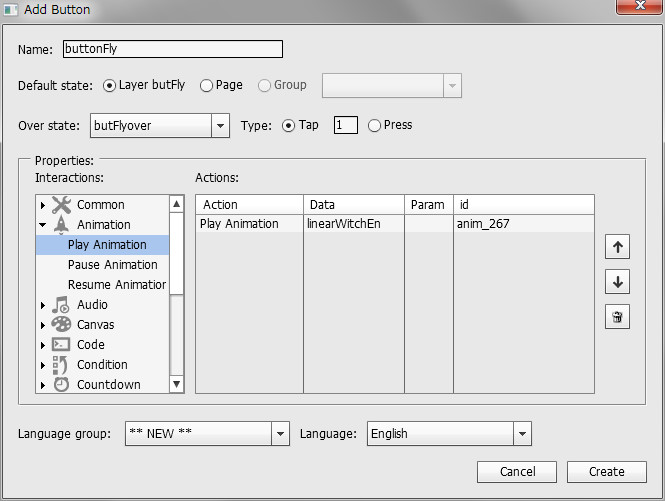 Add Button
Name: buttonFly
Default state: Layer butFly Page Group
Over state: butFlyover Type: Tap 1 Press
Properties:
Interactions: Actions:
Common
Animation
Play Animation
Pause Animation
Resume Animation
Audio
Canvas
Code
Condition
Countdown
Action Data Param id
Play Animation linearWitchEn anim_267
Language group: ** NEW ** Language: English
Cancel Create